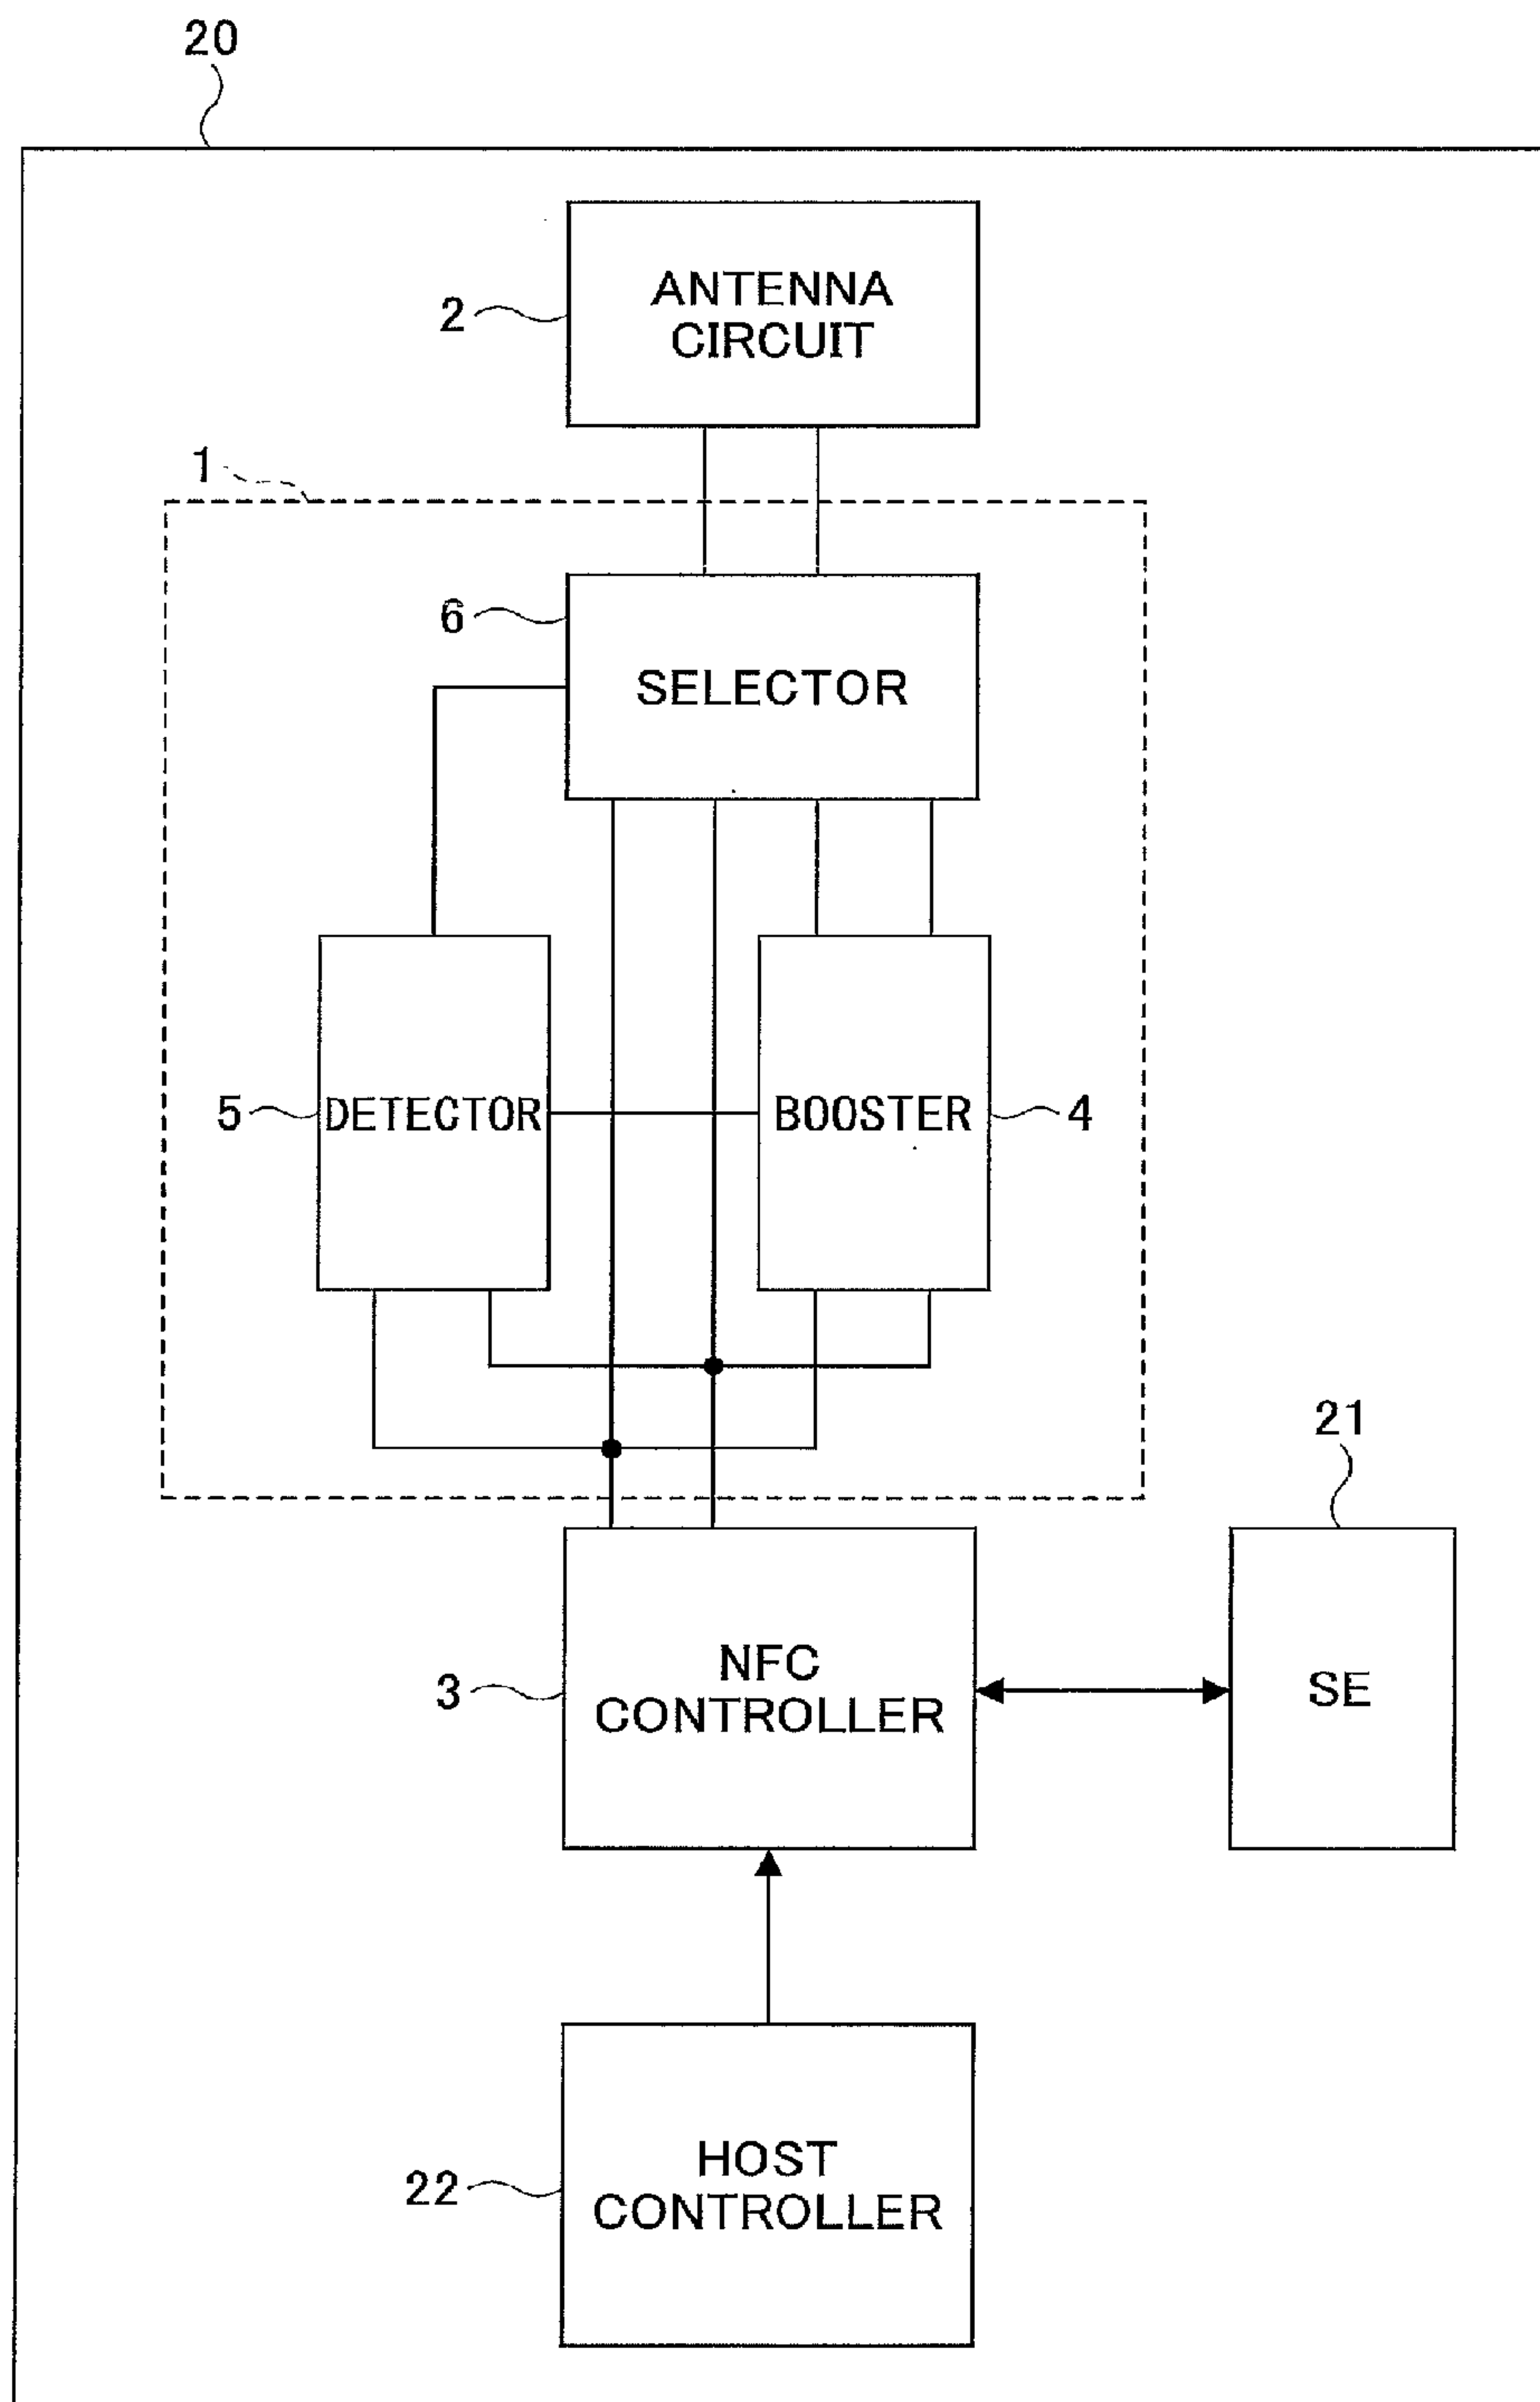 20
ANTENNA
CIRCUIT
2
1
6
SELECTOR
5
DETECTOR
BOOSTER
4
21
NFC
CONTROLLER
3
SE
HOST
CONTROLLER
22